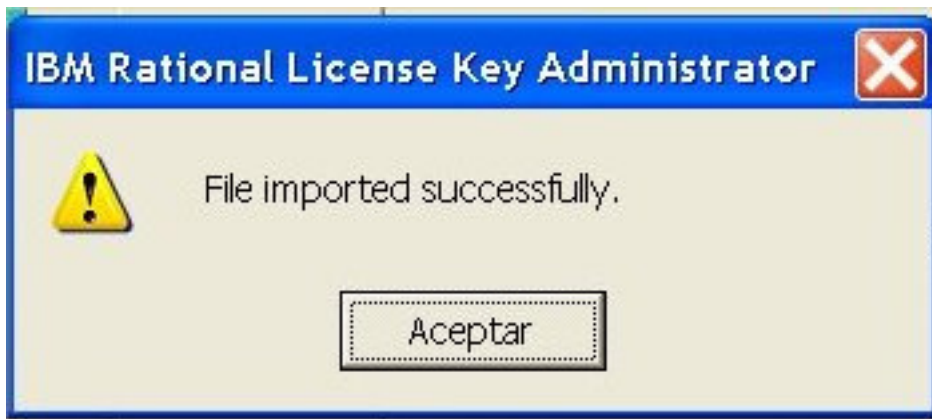 IBM Rational License Key Administrator
File imported successfully.
Aceptar